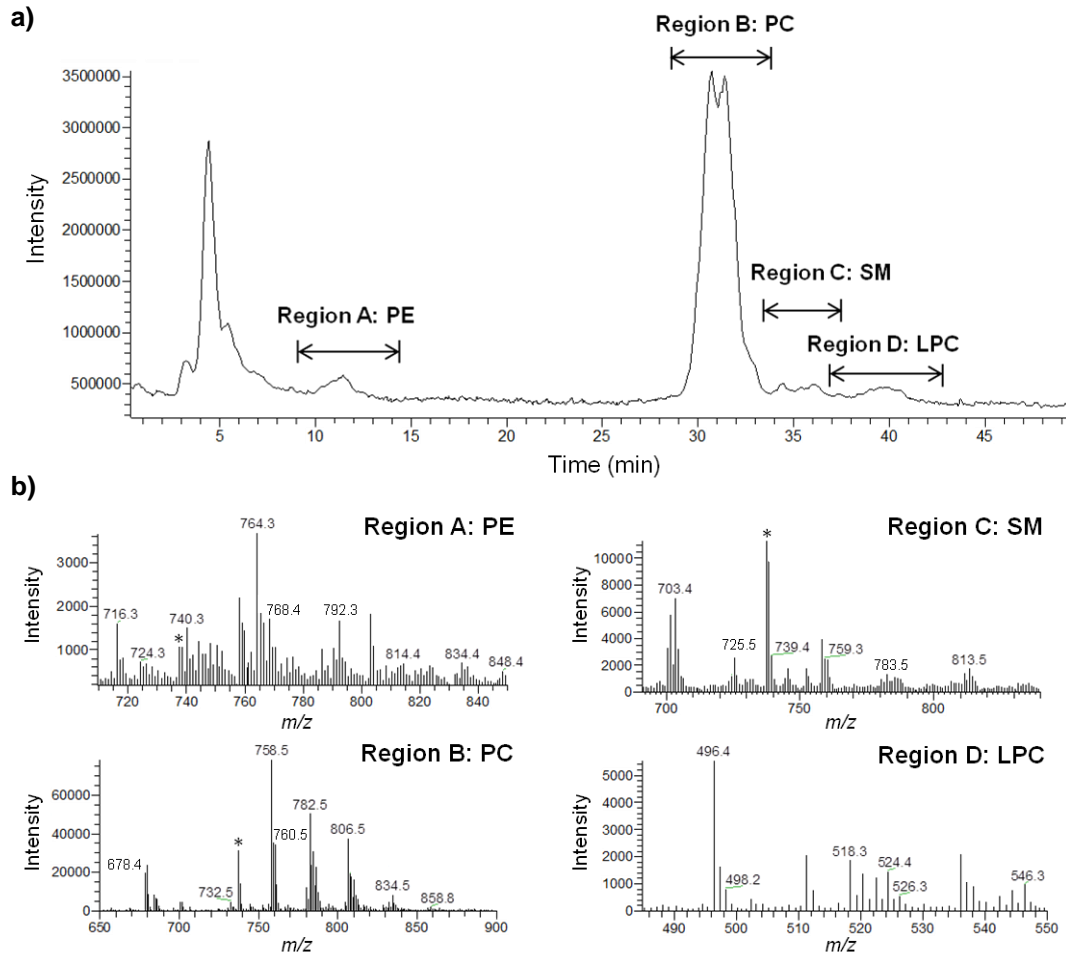 a)
Region B: PC
3500000
3000000
2500000
2000000
1500000
1000000
500000
Intensity
Region C: SM
Region A: PE
Region D: LPC
5 10 15 20 25 30 35 40 45
Time (min)
b)
Region A: PE
764.3
3000
2000
1000
Intensity
716.3
724.3
*
740.3
768.4
792.3
814.4
834.4
848.4
720 740 760 780 800 820 840
m/z
Region C: SM
*
10000
8000
6000
4000
2000
0
Intensity
703.4
725.5
739.4
759.3
783.5
813.5
700 750 800
m/z
Region B: PC
758.5
60000
40000
20000
0
Intensity
678.4
732.5
*
760.5
782.5
806.5
834.5
858.8
650 700 750 800 850 900
m/z
Region D: LPC
496.4
5000
4000
3000
2000
1000
0
Intensity
498.2
518.3
524.4
526.3
546.3
490 500 510 520 530 540 550
m/z